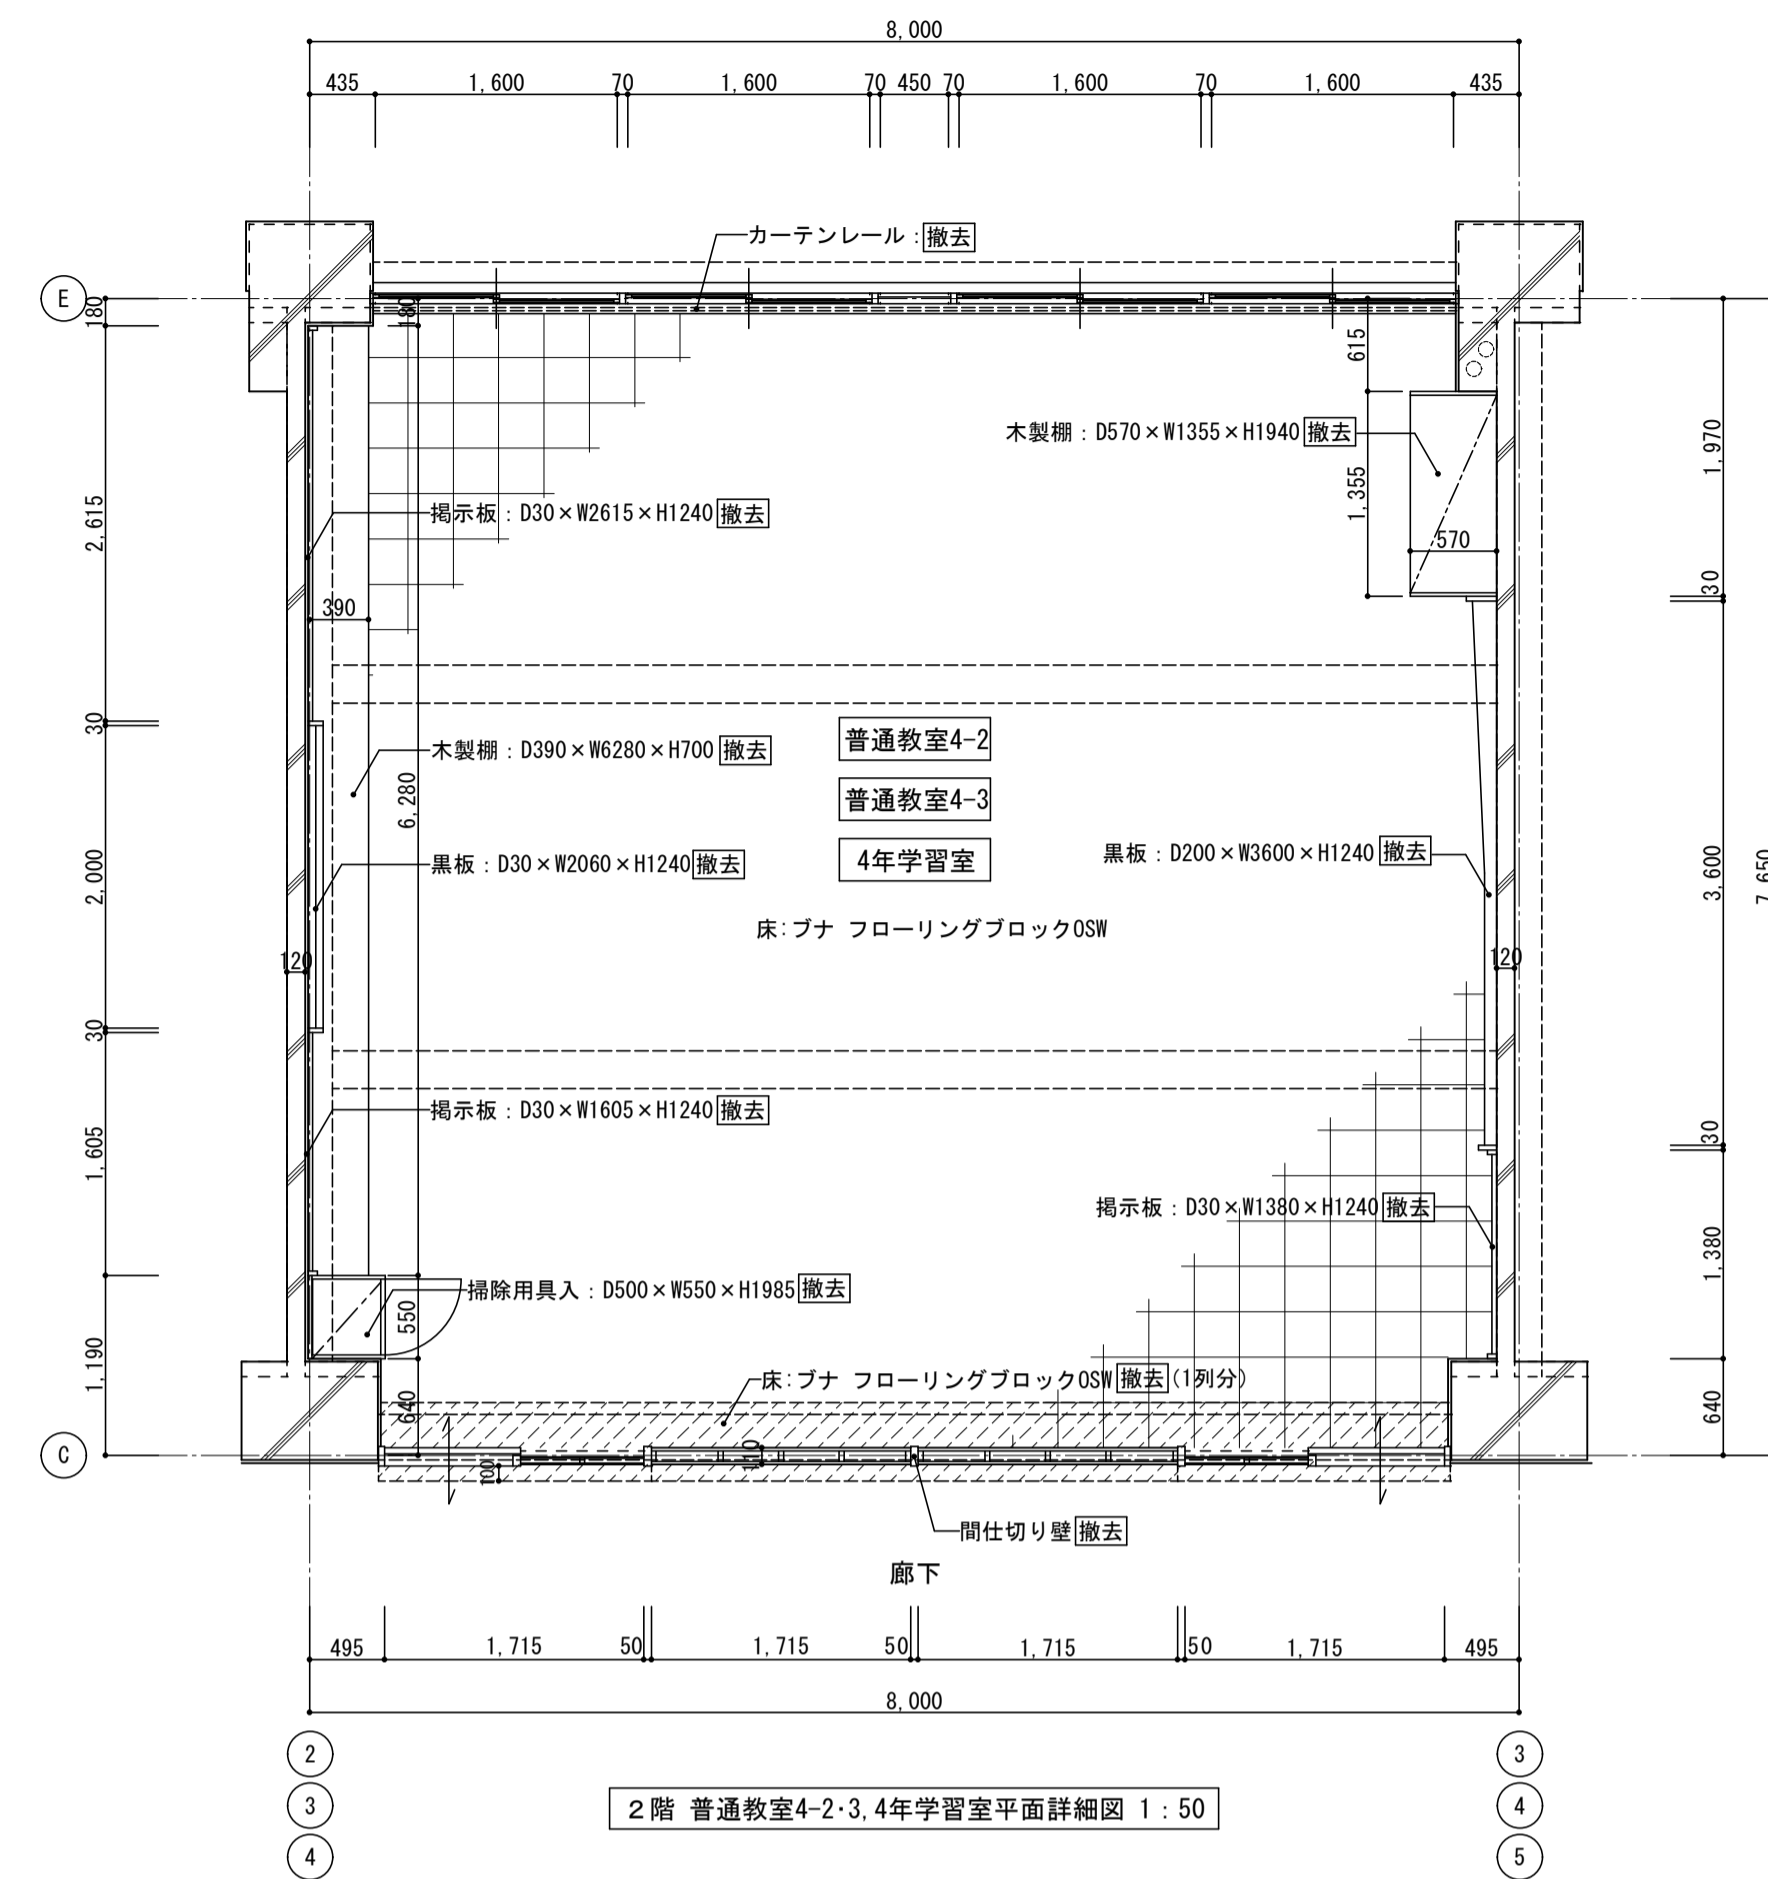 8,000
435 1,600 70 1,600 70 450 70 1,600 70 1,600 435
カーテンレール：撤去
E
180
180
615
木製棚：D570×W1355×H1940 撤去
1,970
2,615
1,355
掲示板：D30×W2615×H1240 撤去
570
30
390
30
普通教室4-2
木製棚：D390×W6280×H700 撤去
6,280
普通教室4-3
黒板：D200×W3600×H1240 撤去
3,600
7,650
2,000
黒板：D30×W2060×H1240 撤去
4年学習室
床:ブナ フローリングブロックOSW
120
120
30
掲示板：D30×W1605×H1240 撤去
1,605
30
掲示板：D30×W1380×H1240 撤去
1,380
掃除用具入：D500×W550×H1985 撤去
550
1,190
床:ブナ フローリングブロックOSW 撤去(1列分)
640
640
C
110
100
間仕切り壁 撤去
廊下
495 1,715 50 1,715 50 1,715 50 1,715 495
8,000
2 3
3 4
4 5
２階 普通教室4-2･3,4年学習室平面詳細図 1：50